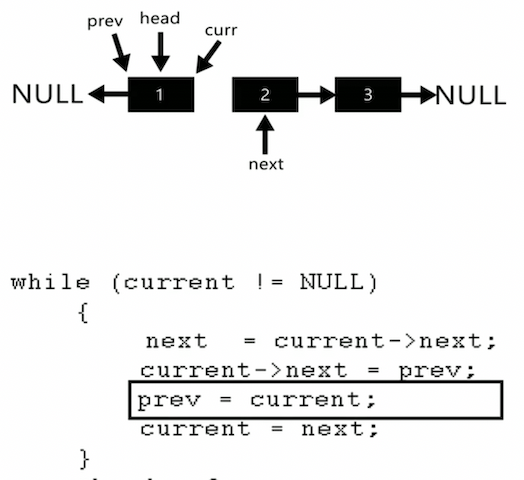 prev head curr
NULL 1 2 3 NULL
next
while (current != NULL)
{
next = current->next;
current->next = prev;
prev = current;
current = next;
}